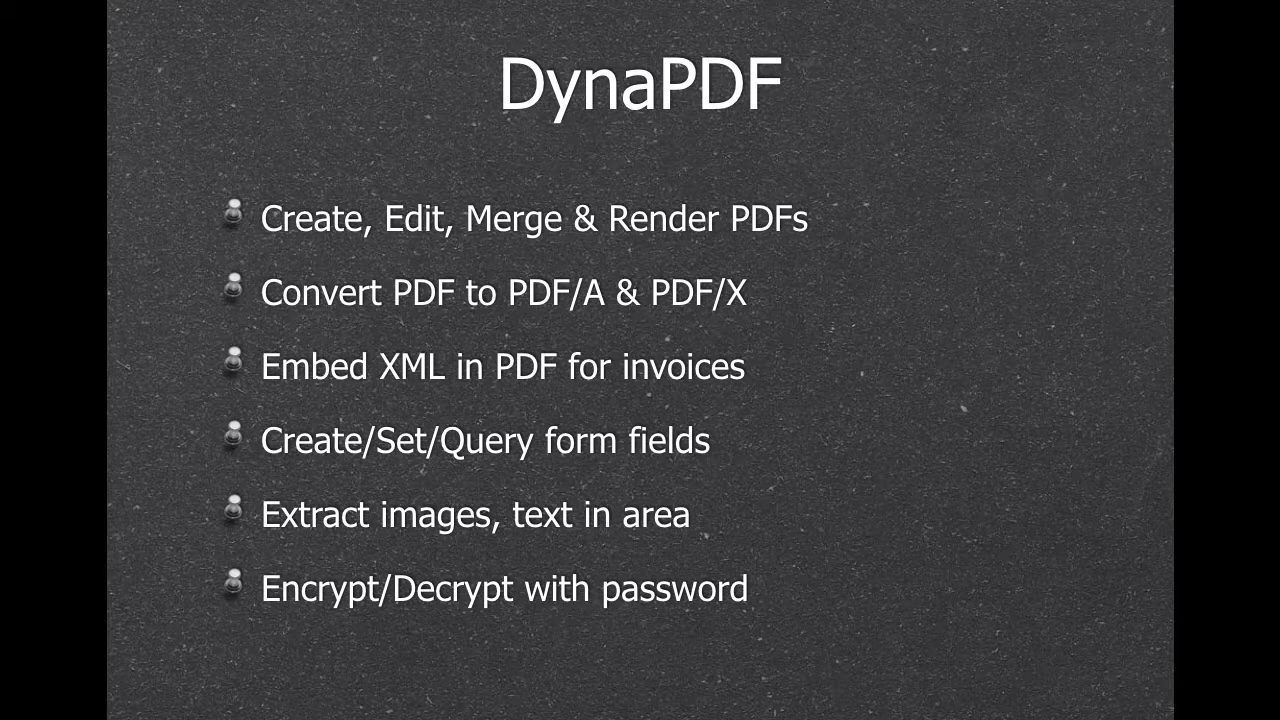 DynaPDF
Create, Edit, Merge & Render PDFs
Convert PDF to PDF/A & PDF/X
Embed XML in PDF for invoices
Create/Set/Query form fields
Extract images, text in area
Encrypt/Decrypt with password